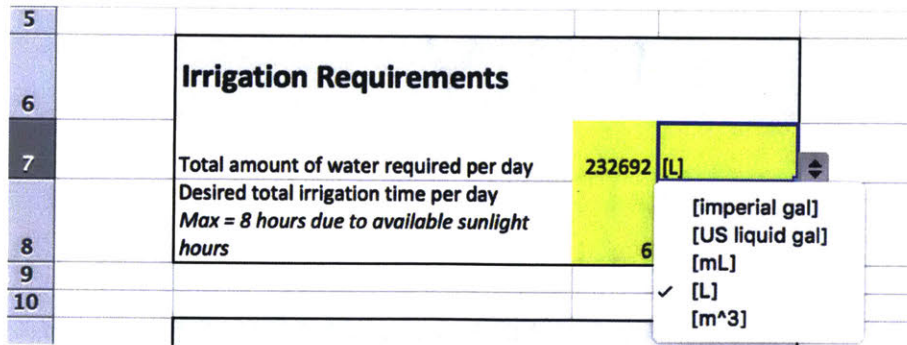 5
Irrigation Requirements
6
7 Total amount of water required per day 232692 [L]
Desired total irrigation time per day
Max = 8 hours due to available sunlight
8 hours 6
9
10
[imperial gal]
[US liquid gal]
[mL]
✓ [L]
[m^3]